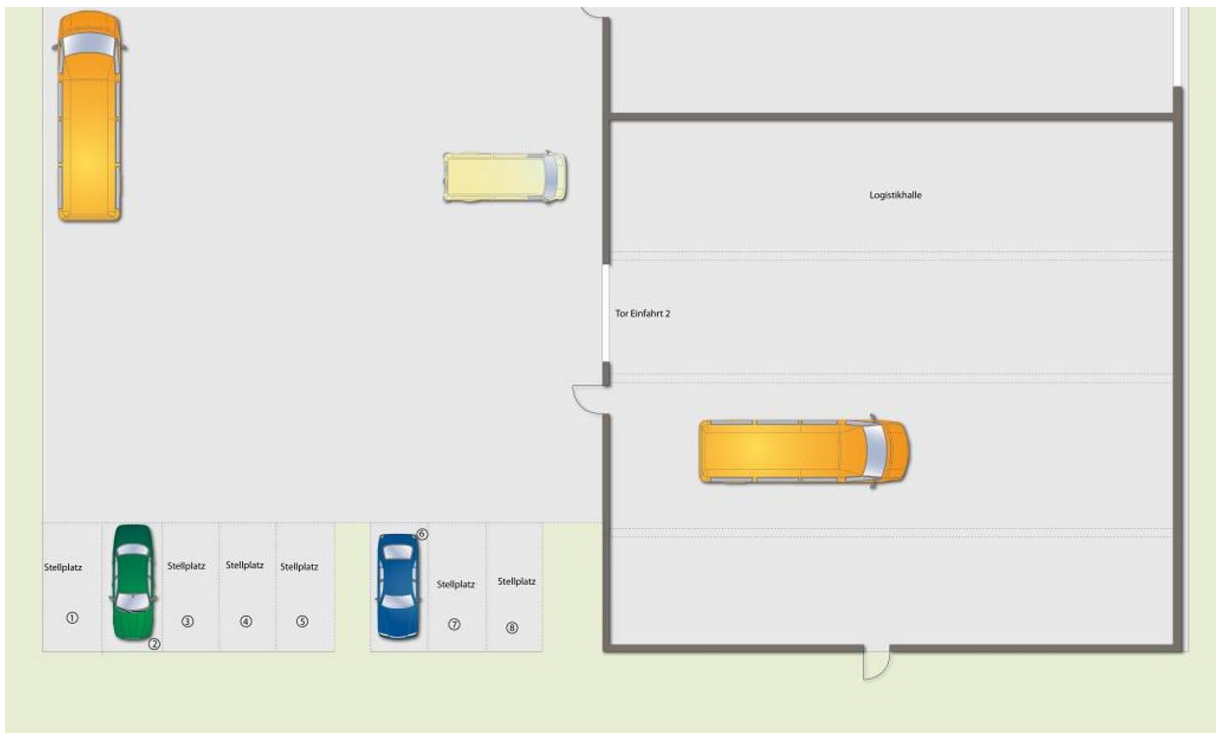 Logistikhalle
Tor Einfahrt 2
Stellplatz
①
②
Stellplatz
③
Stellplatz
④
Stellplatz
⑤
⑥
Stellplatz
⑦
Stellplatz
⑧